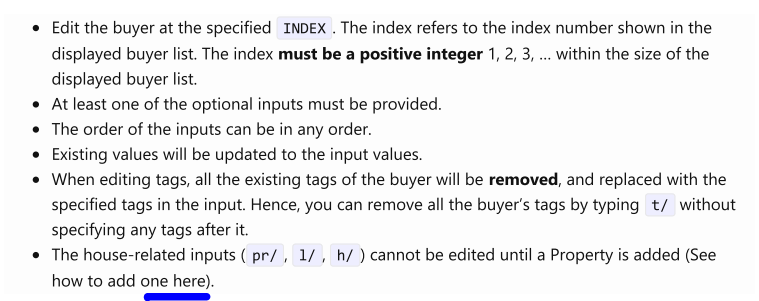 • Edit the buyer at the specified INDEX. The index refers to the index number shown in the
displayed buyer list. The index must be a positive integer 1, 2, 3, … within the size of the
displayed buyer list.
• At least one of the optional inputs must be provided.
• The order of the inputs can be in any order.
• Existing values will be updated to the input values.
• When editing tags, all the existing tags of the buyer will be removed, and replaced with the
specified tags in the input. Hence, you can remove all the buyer’s tags by typing t/ without
specifying any tags after it.
• The house-related inputs ( pr/ , l/ , h/ ) cannot be edited until a Property is added (See
how to add one here).